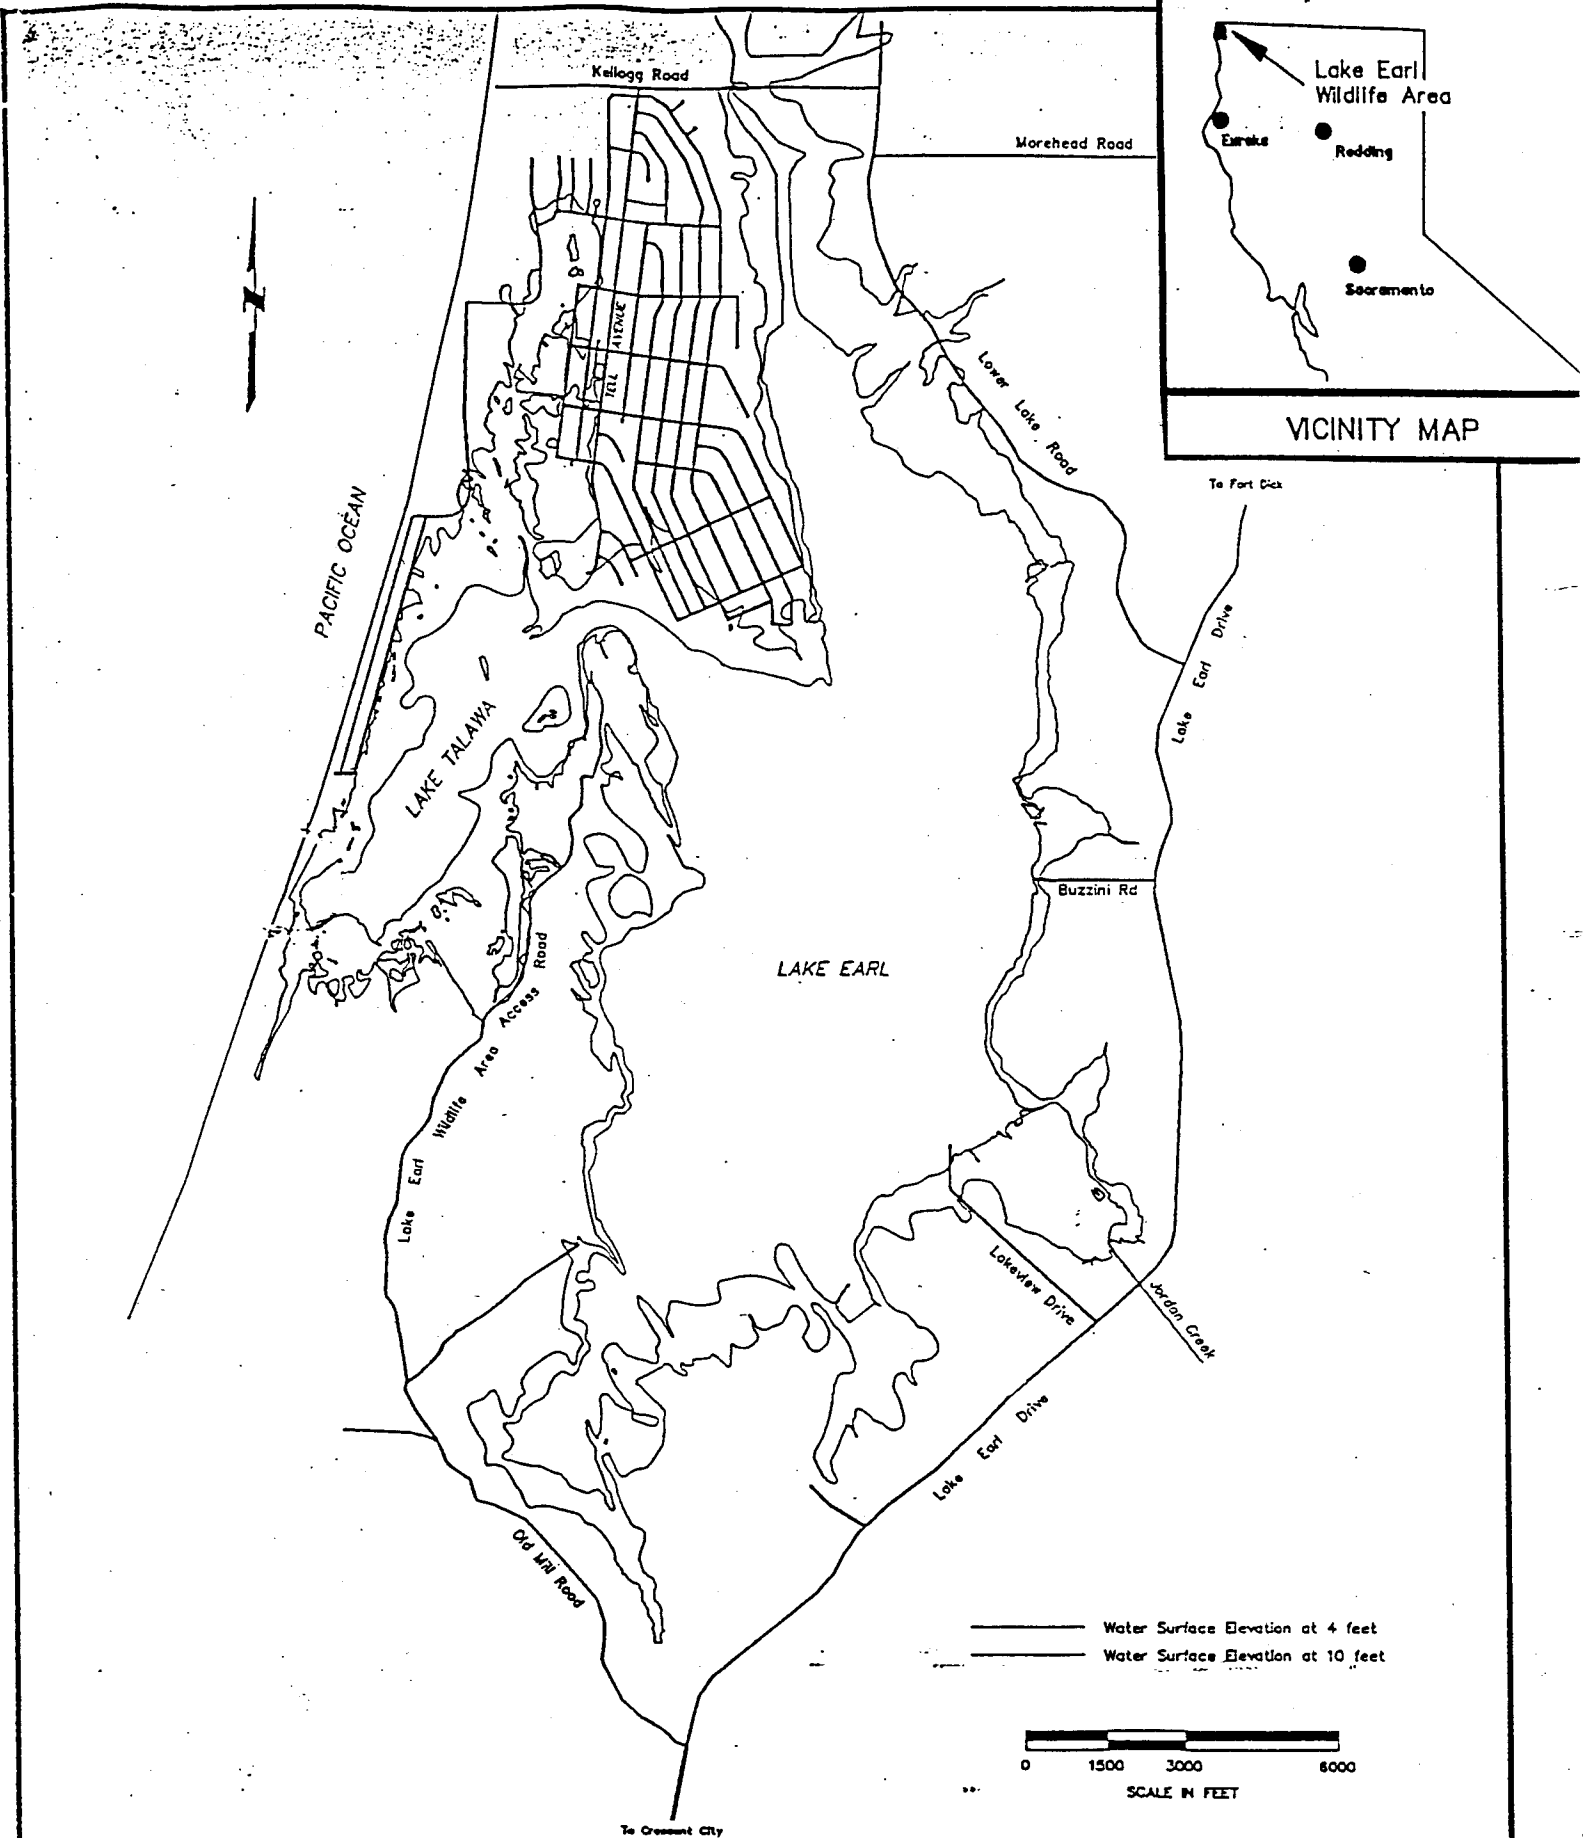 Kellogg Road
Lake Earl
Wildlife Area
Eureka
Redding
Morehead Road
Sacramento
VICINITY MAP
TELL AVENUE
Lower Lake Road
To Fort Dick
PACIFIC OCEAN
Lake Earl Drive
LAKE TALAWA
Buzzini Rd
LAKE EARL
Lake Earl Wildlife Area Access Road
Lakeview Drive
Jordan Creek
Lake Earl Drive
Old Mill Road
Water Surface Elevation at 4 feet
Water Surface Elevation at 10 feet
0 1500 3000 6000
SCALE IN FEET
To Crescent City